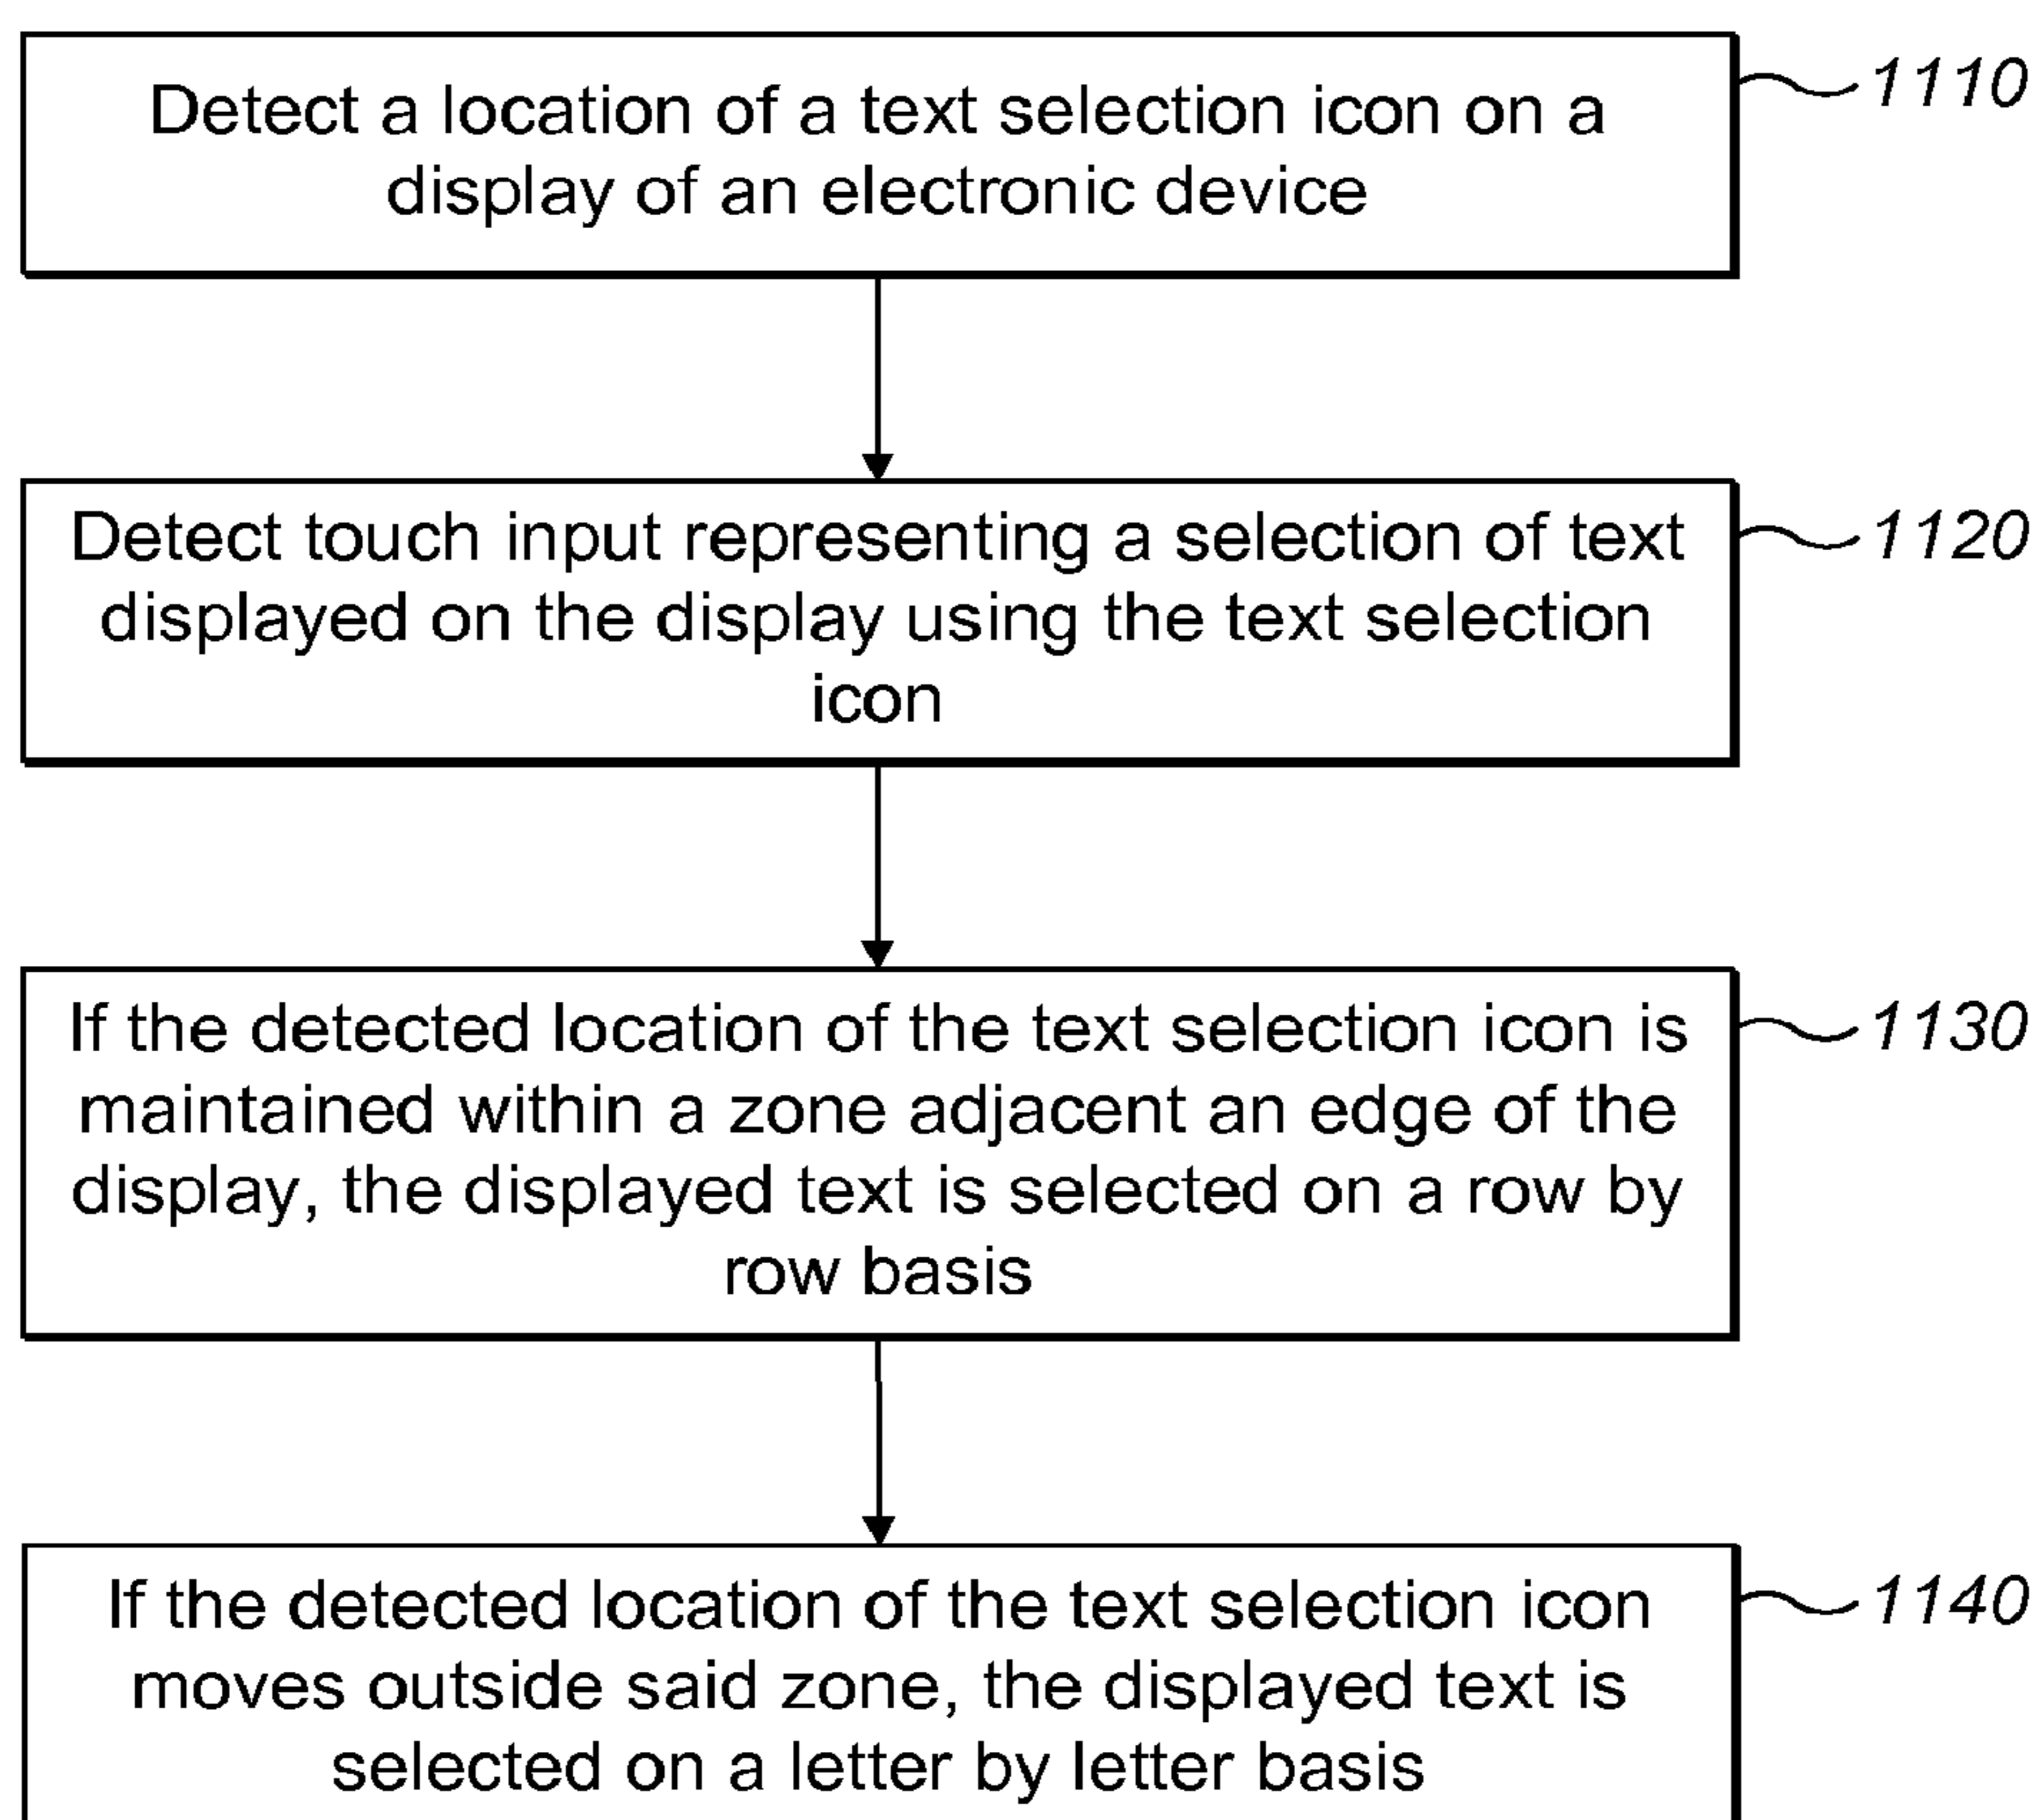 Detect a location of a text selection icon on a
display of an electronic device
1110
Detect touch input representing a selection of text
displayed on the display using the text selection
icon
1120
If the detected location of the text selection icon is
maintained within a zone adjacent an edge of the
display, the displayed text is selected on a row by
row basis
1130
If the detected location of the text selection icon
moves outside said zone, the displayed text is
selected on a letter by letter basis
1140